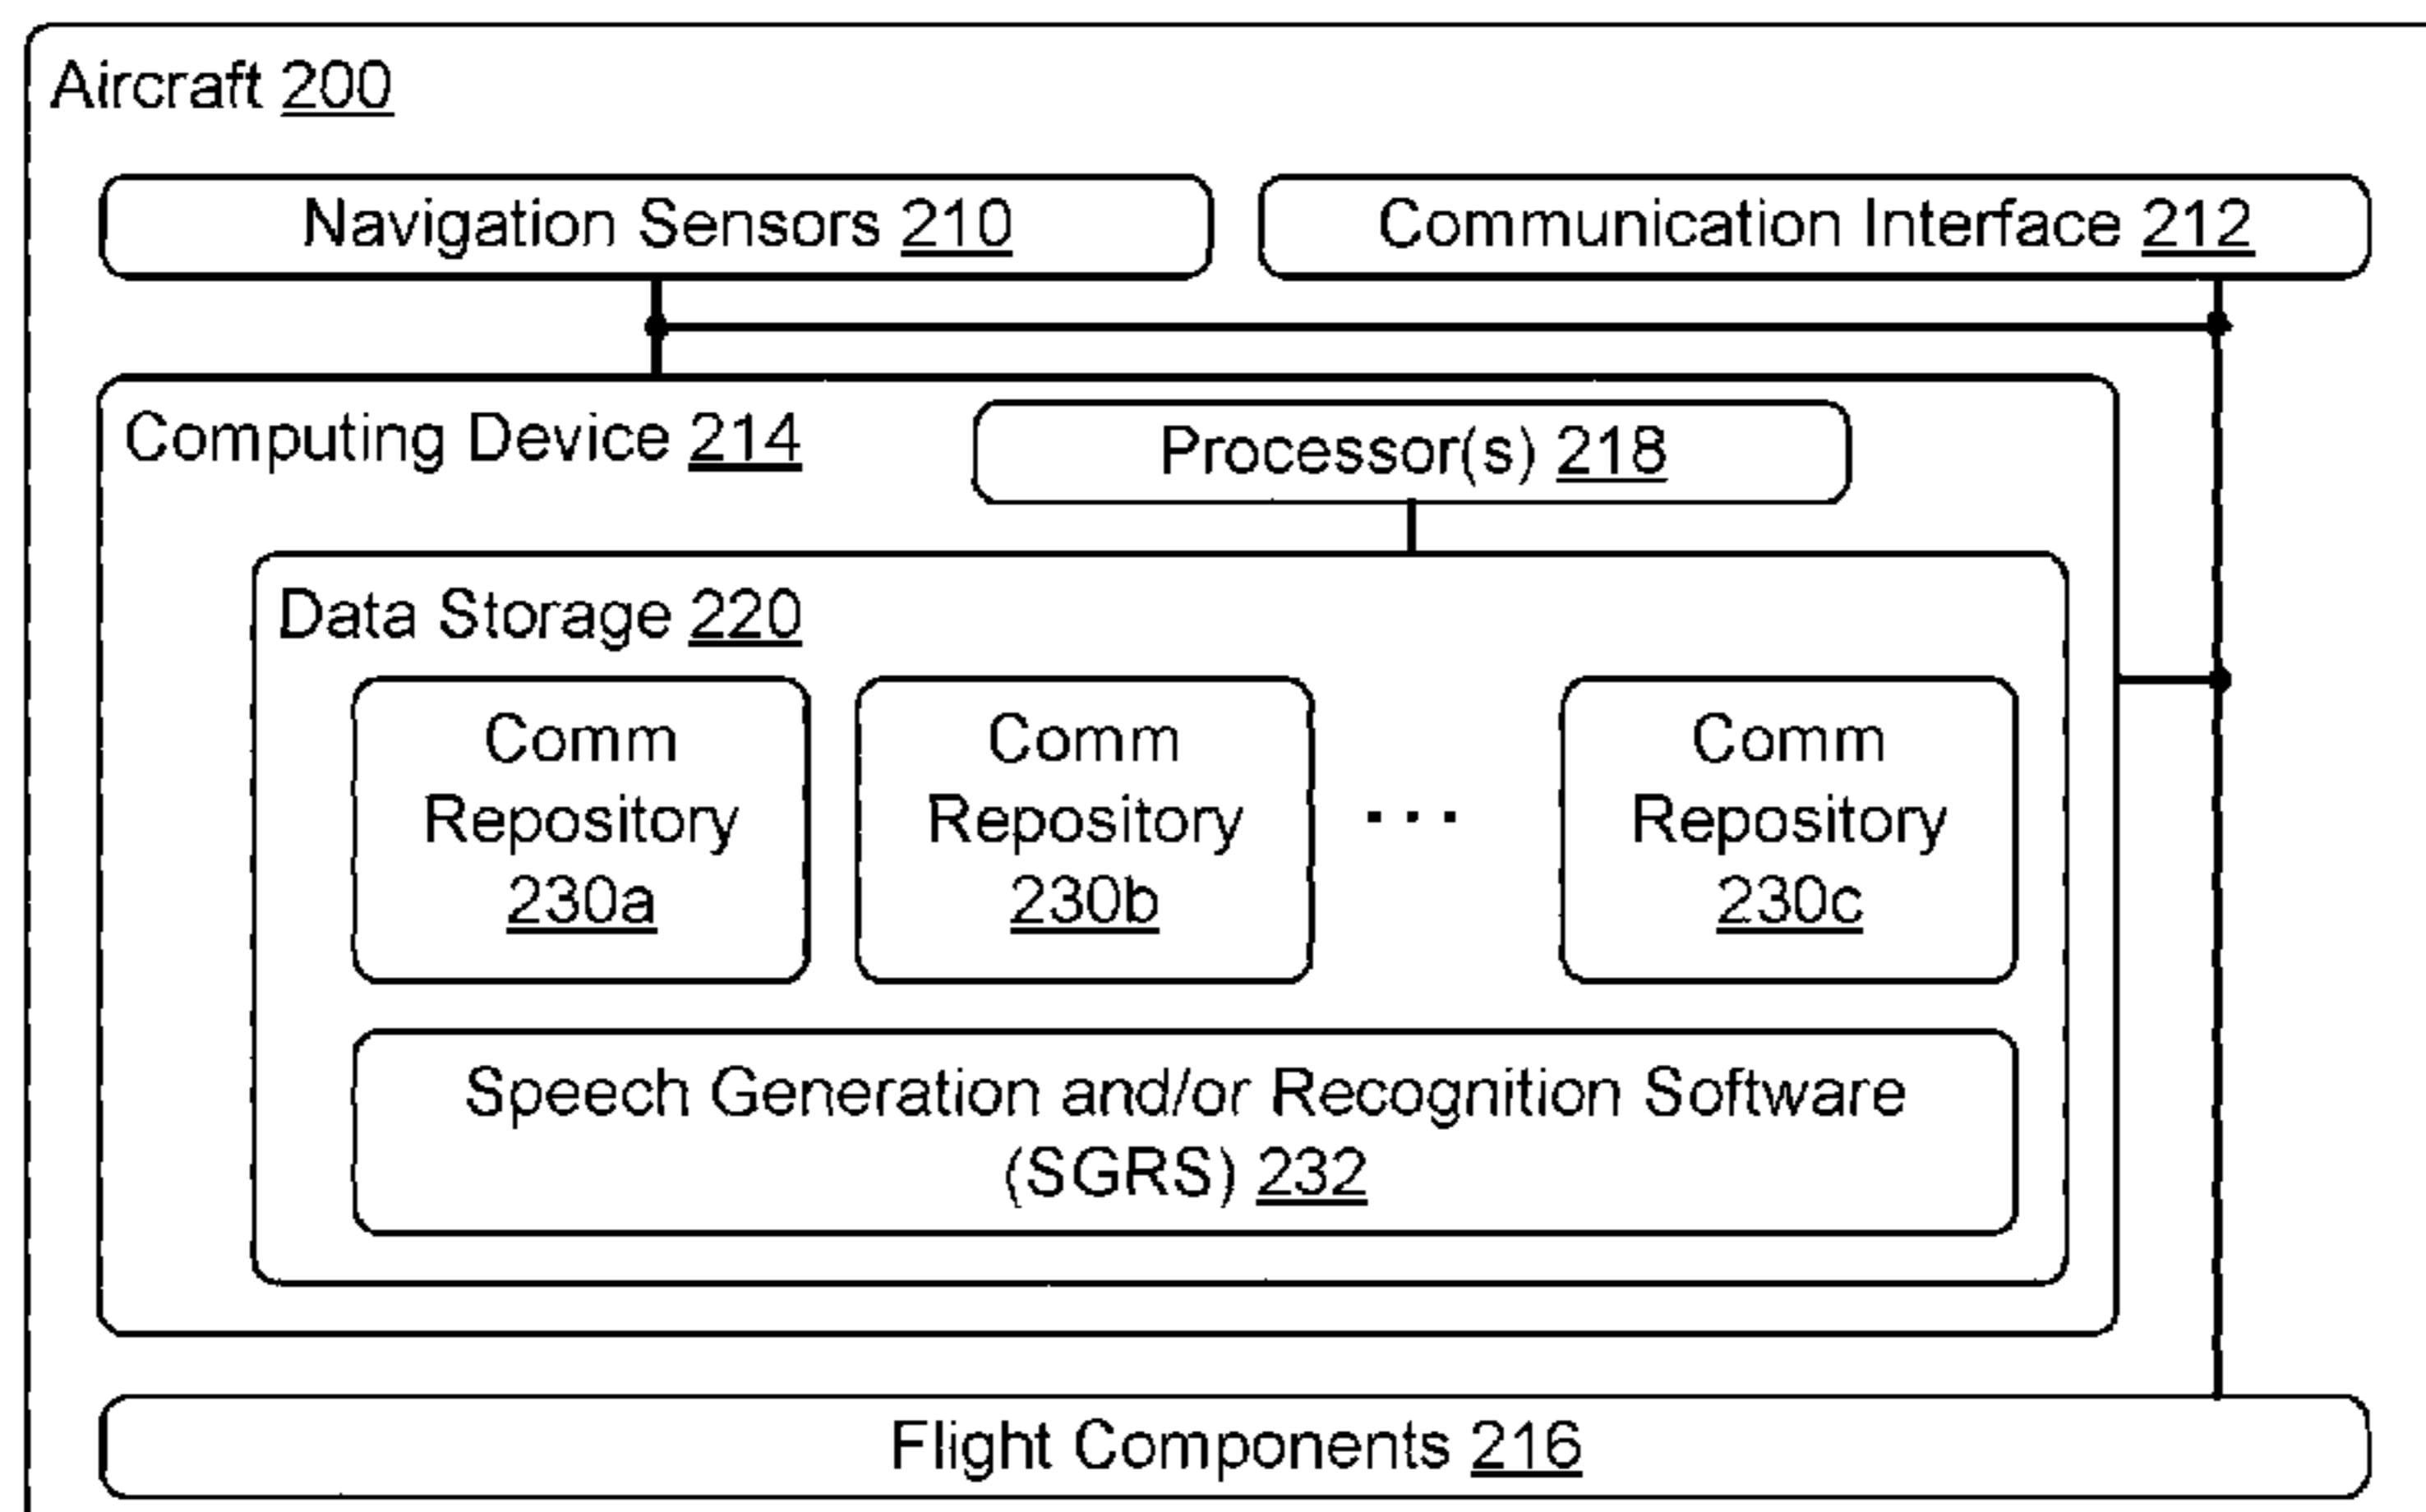 Aircraft 200
Navigation Sensors 210
Communication Interface 212
Computing Device 214
Processor(s) 218
Data Storage 220
Comm
Repository
230a
Comm
Repository
230b
...
Comm
Repository
230c
Speech Generation and/or Recognition Software
(SGRS) 232
Flight Components 216